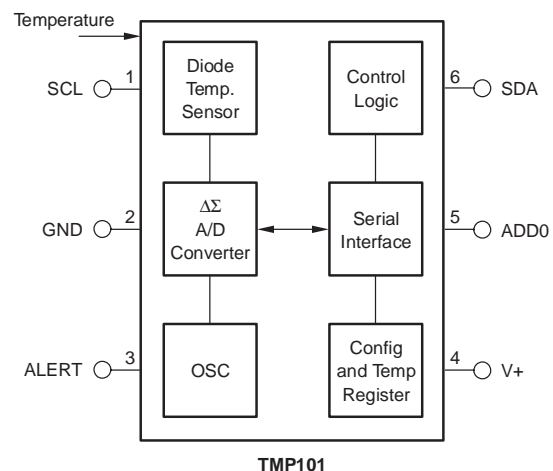 Temperature
SCL
1
Diode
Temp.
Sensor
Control
Logic
6
SDA
GND
2
ΔΣ
A/D
Converter
Serial
Interface
5
ADD0
ALERT
3
OSC
Config
and Temp
Register
4
V+
TMP101